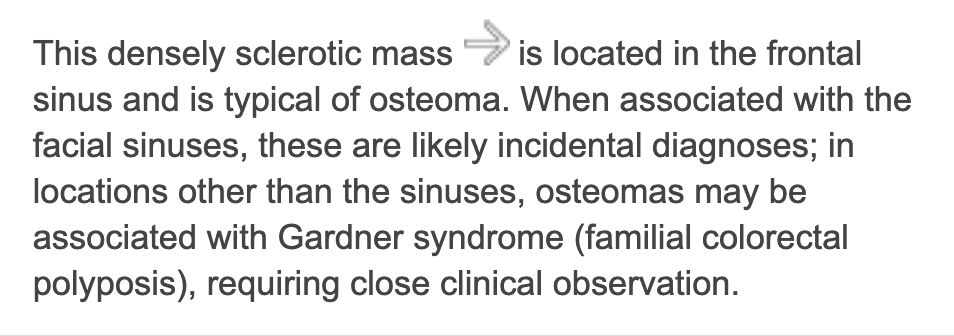 This densely sclerotic mass is located in the frontal
sinus and is typical of osteoma. When associated with the
facial sinuses, these are likely incidental diagnoses; in
locations other than the sinuses, osteomas may be
associated with Gardner syndrome (familial colorectal
polyposis), requiring close clinical observation.